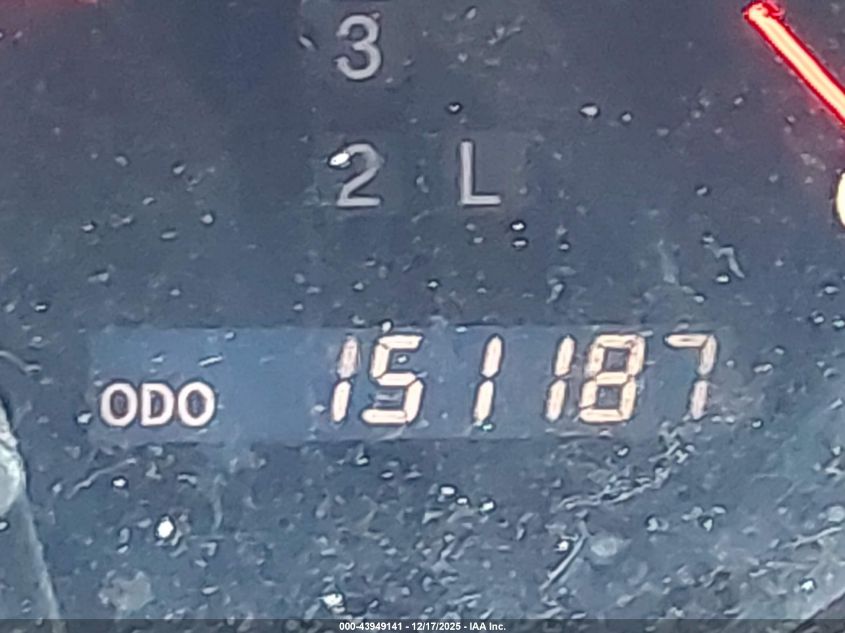 3
2 L
ODO 151187
000-43949141 - 12/17/2025 - IAA Inc.